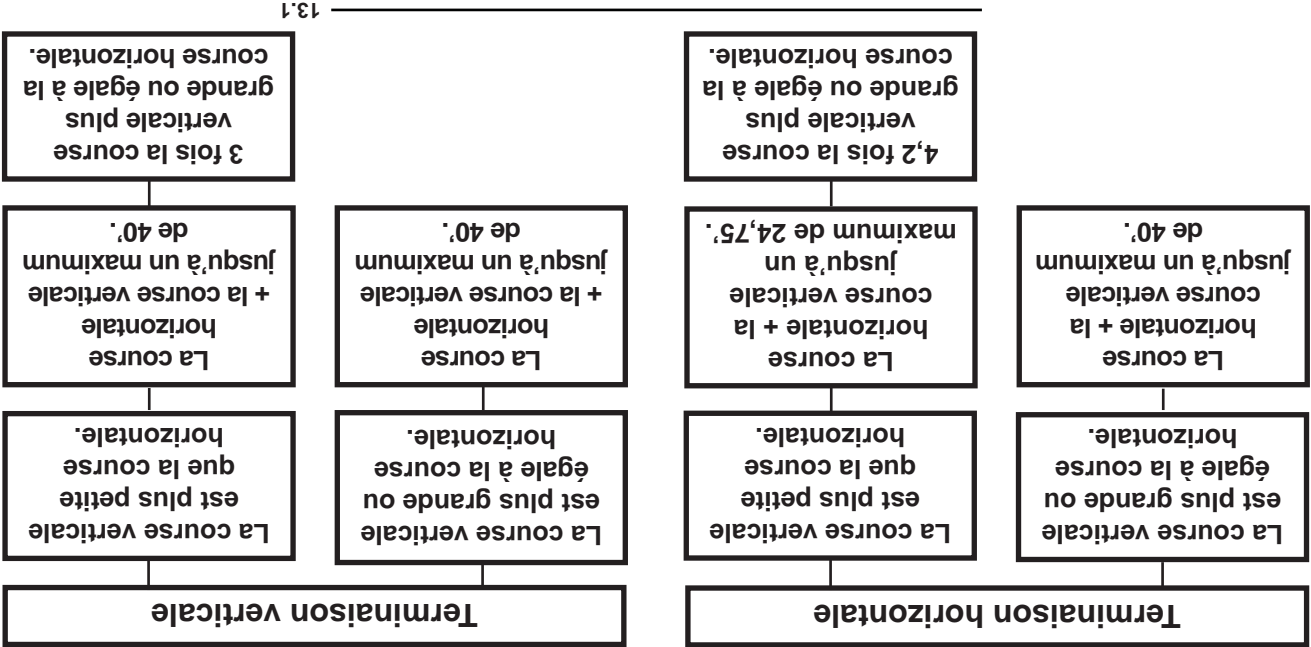 Terminaison horizontale
La course verticale
est plus grande ou
égale à la course
horizontale.
La course
horizontale + la
course verticale
jusqu'à un maximum
de 40'.
La course verticale
est plus petite
que la course
horizontale.
La course
horizontale + la
course verticale
jusqu'à un
maximum de 24,75'.
4,2 fois la course
verticale plus
grande ou égale à la
course horizontale.
Terminaison verticale
La course verticale
est plus grande ou
égale à la course
horizontale.
La course
horizontale
+ la course verticale
jusqu'à un maximum
de 40'.
La course verticale
est plus petite
que la course
horizontale.
La course
horizontale
+ la course verticale
jusqu'à un maximum
de 40'.
3 fois la course
verticale plus
grande ou égale à la
course horizontale.
13.1